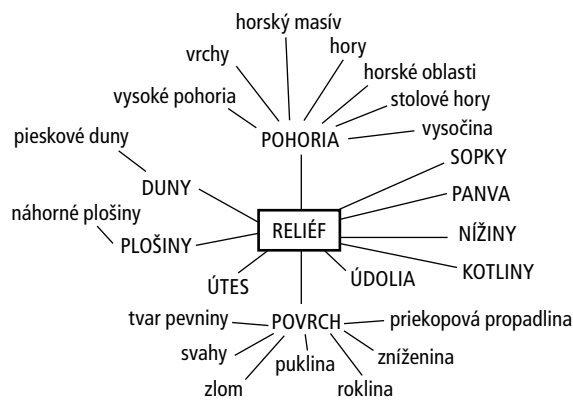 horský masív
vrchy
hory
horské oblasti
vysoké pohoria
stolové hory
vysočina
POHORIA
pieskové duny
SOPKY
DUNY
PANVA
náhorné plošiny
RELIÉF
NÍŽINY
PLOŠINY
KOTLINY
ÚTES
ÚDOLIA
tvar pevniny
POVRCH
priekopová propadlina
svahy
puklina
zníženina
zlom
roklina